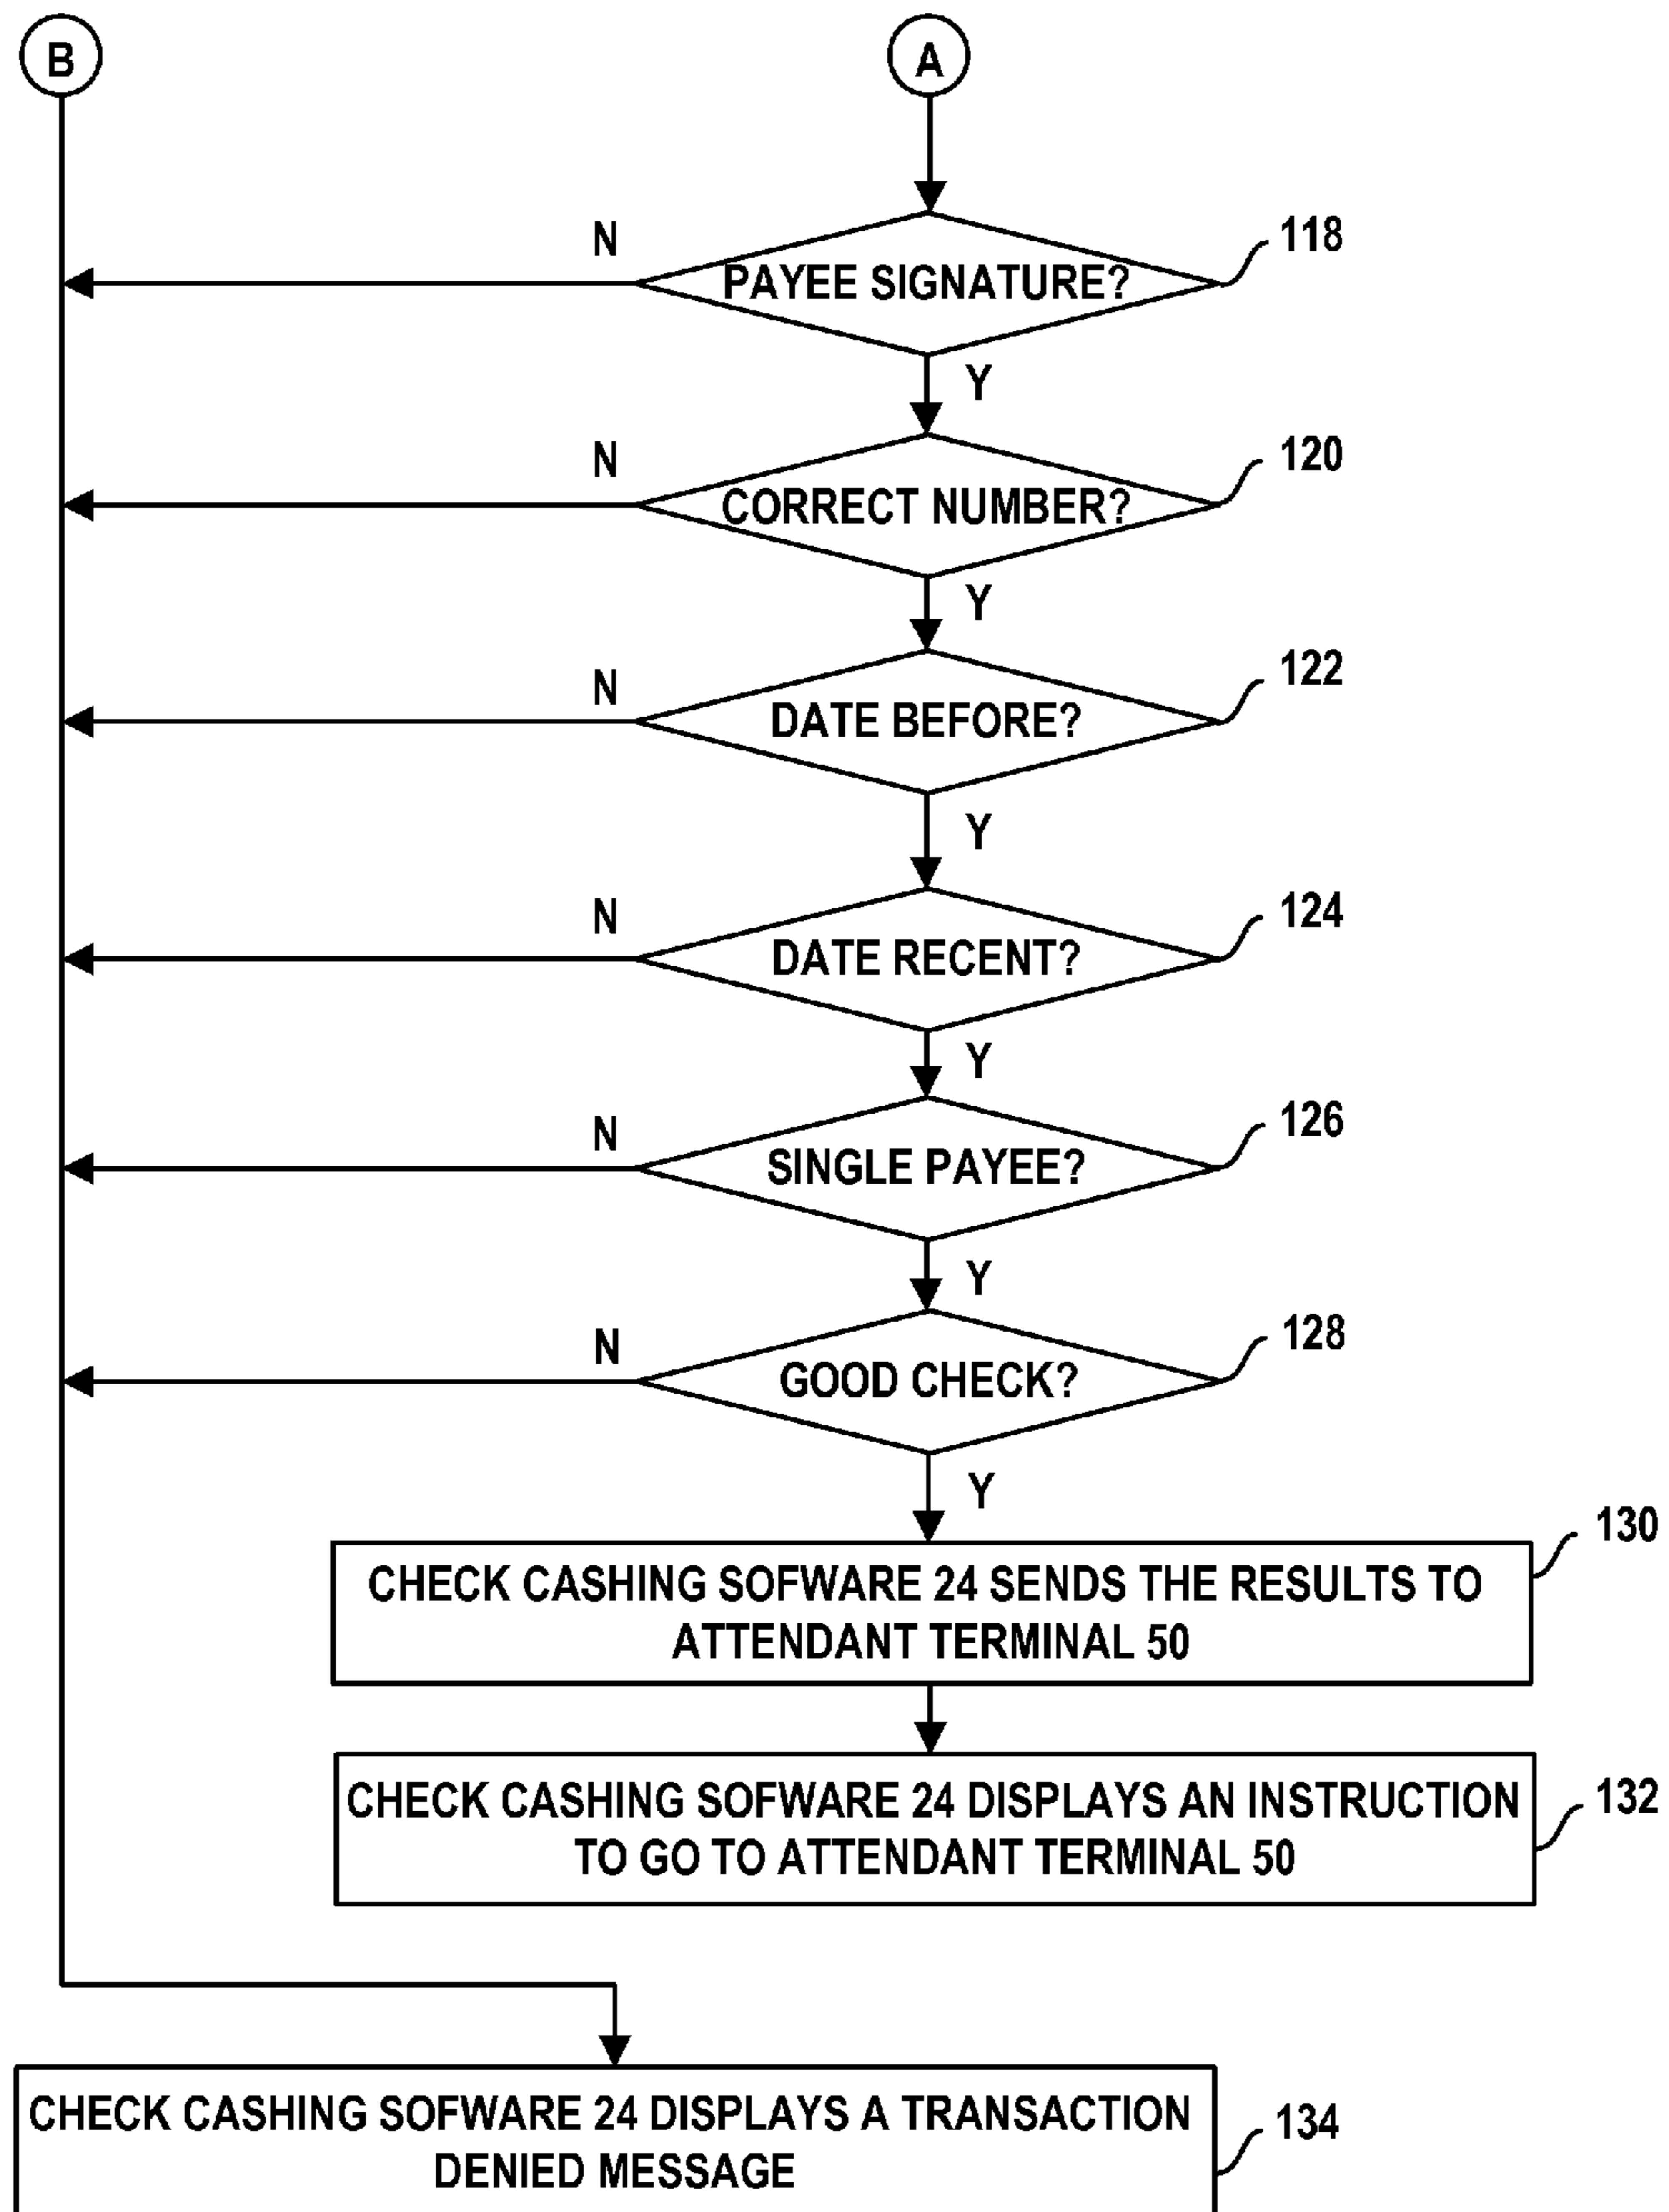 B
A
N
PAYEE SIGNATURE?
118
Y
N
CORRECT NUMBER?
120
Y
N
DATE BEFORE?
122
Y
N
DATE RECENT?
124
Y
N
SINGLE PAYEE?
126
Y
N
GOOD CHECK?
128
Y
130
CHECK CASHING SOFWARE 24 SENDS THE RESULTS TO
ATTENDANT TERMINAL 50
132
CHECK CASHING SOFWARE 24 DISPLAYS AN INSTRUCTION
TO GO TO ATTENDANT TERMINAL 50
CHECK CASHING SOFWARE 24 DISPLAYS A TRANSACTION
DENIED MESSAGE
134